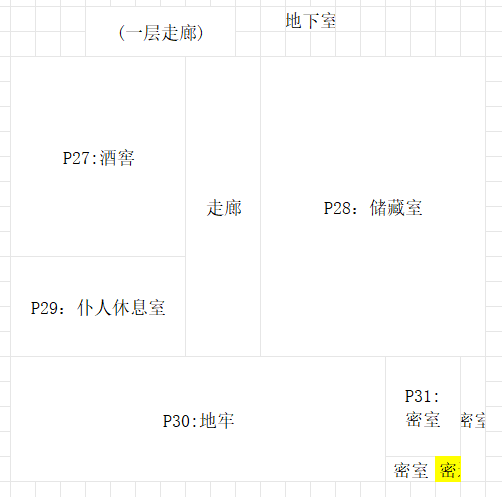 地下室
(一层走廊)
P27:酒窖
走廊
P28: 储藏室
P29: 仆人休息室
P31:
密室
密室
P30:地牢
密室
密